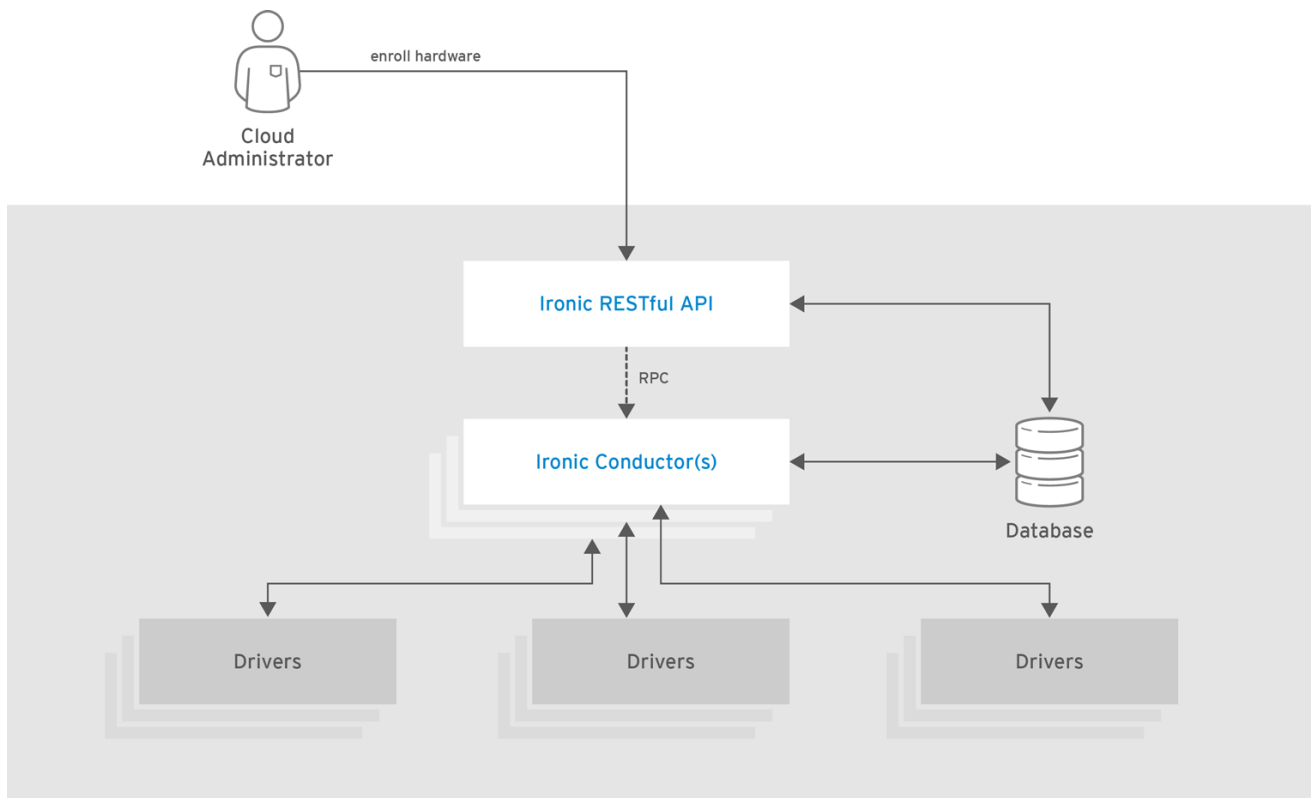 enroll hardware
Cloud
Administrator
Ironic RESTful API
RPC
Ironic Conductor(s)
Database
Drivers
Drivers
Drivers